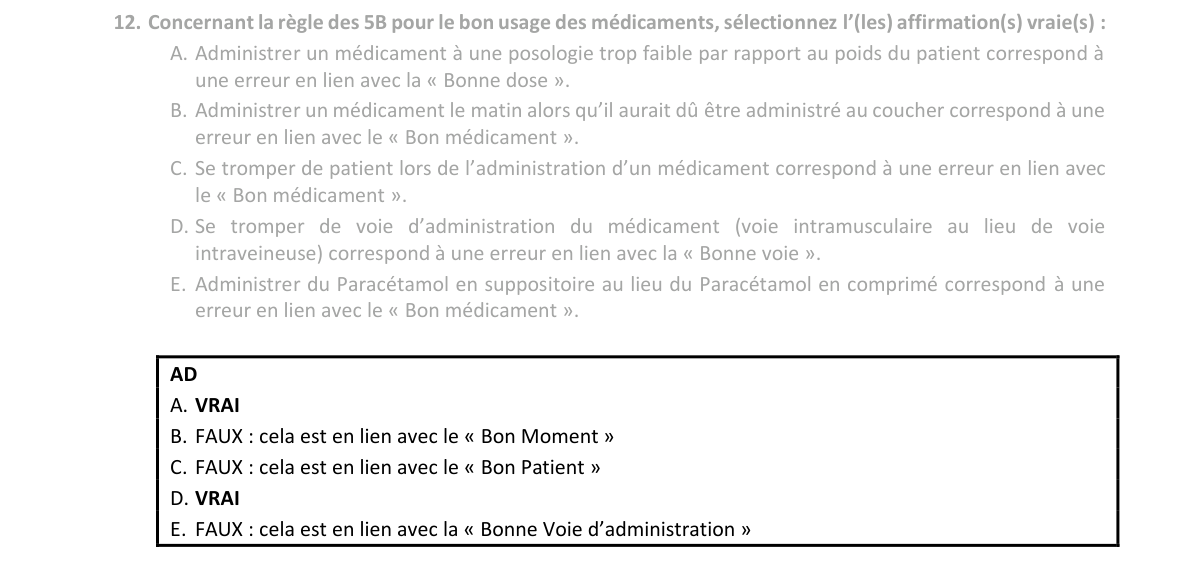 12. Concernant la règle des 5B pour le bon usage des médicaments, sélectionnez l’(les) affirmation(s) vraie(s) :
A. Administrer un médicament à une posologie trop faible par rapport au poids du patient correspond à
une erreur en lien avec la « Bonne dose ».
B. Administrer un médicament le matin alors qu’il aurait dû être administré au coucher correspond à une
erreur en lien avec le « Bon médicament ».
C. Se tromper de patient lors de l’administration d’un médicament correspond à une erreur en lien avec
le « Bon médicament ».
D. Se tromper de voie d’administration du médicament (voie intramusculaire au lieu de voie
intraveineuse) correspond à une erreur en lien avec la « Bonne voie ».
E. Administrer du Paracétamol en suppositoire au lieu du Paracétamol en comprimé correspond à une
erreur en lien avec le « Bon médicament ».
AD
A. VRAI
B. FAUX : cela est en lien avec le « Bon Moment »
C. FAUX : cela est en lien avec le « Bon Patient »
D. VRAI
E. FAUX : cela est en lien avec la « Bonne Voie d’administration »